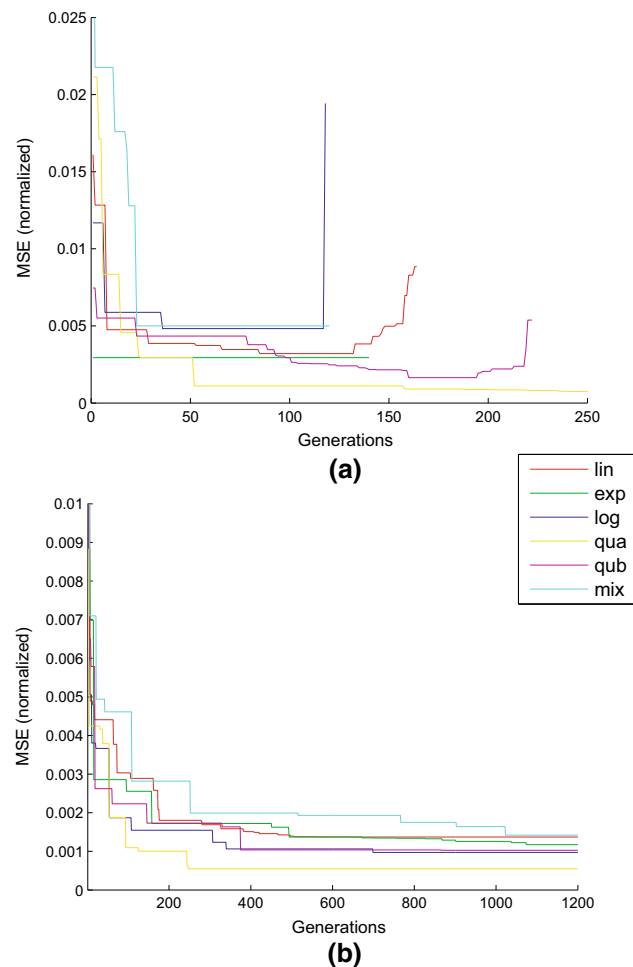 0.025
0.02
0.015
0.01
0.005
0
MSE (normalized)
0 50 100 150 200 250
Generations
(a)
lin
exp
log
qua
qub
mix
0.01
0.009
0.008
0.007
0.006
0.005
0.004
0.003
0.002
0.001
0
MSE (normalized)
200 400 600 800 1000 1200
Generations
(b)